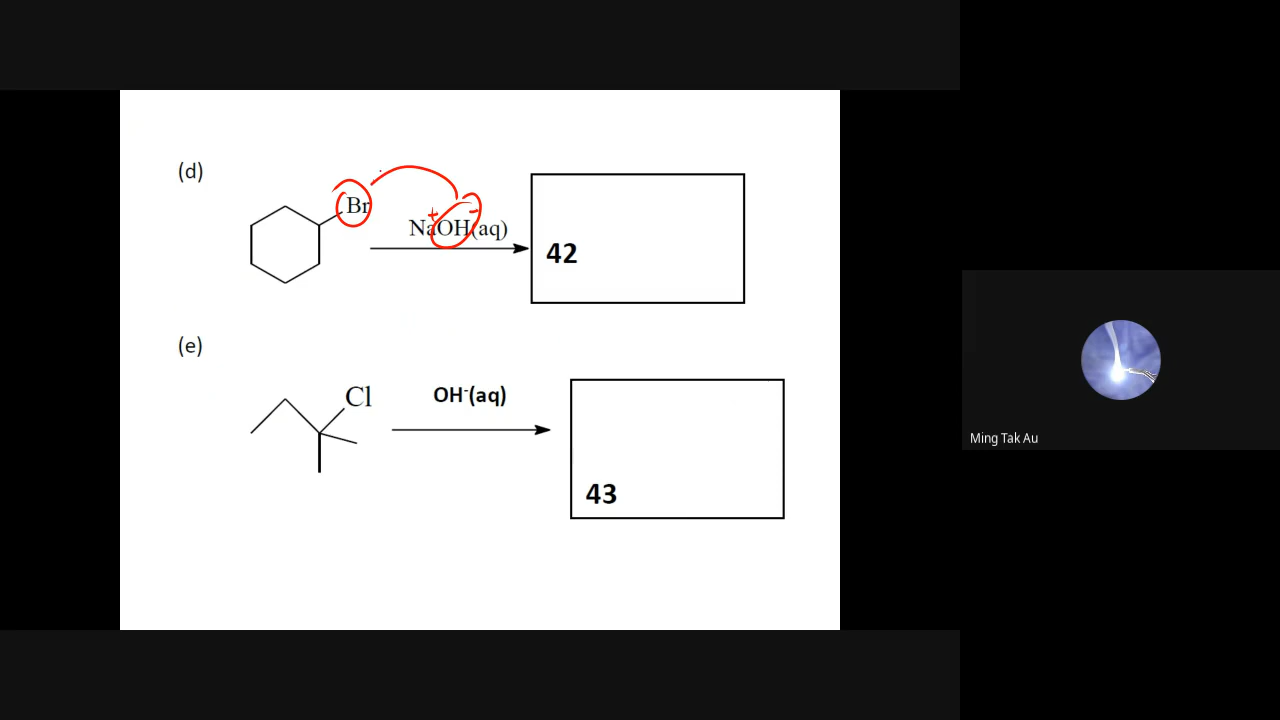 (d)
Br
+ -
NaOH(aq)
42
(e)
Cl
OH⁻(aq)
43
Ming Tak Au